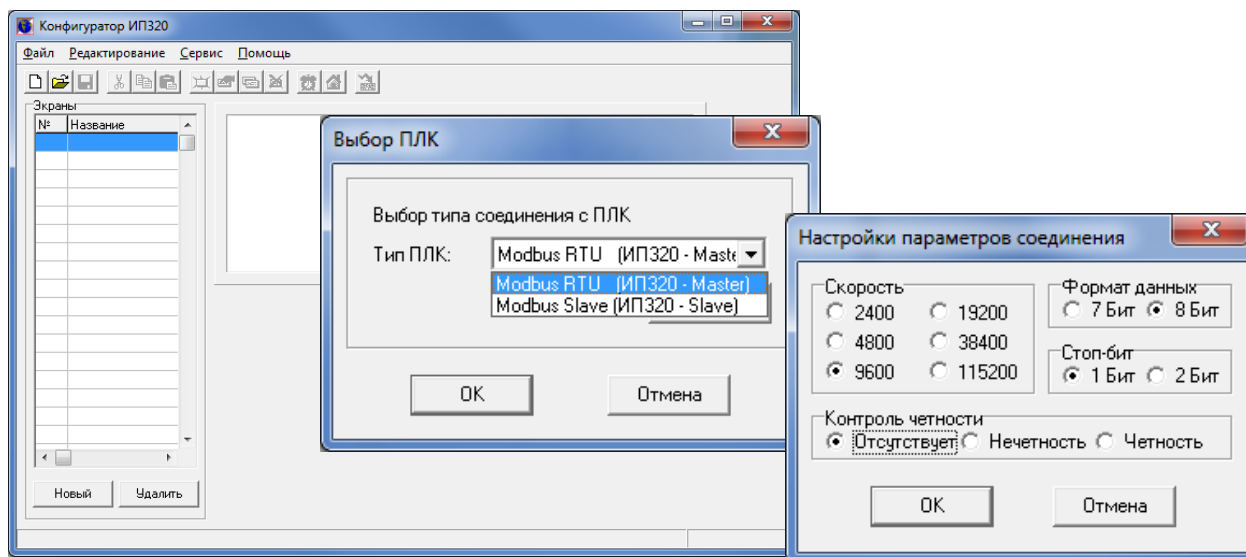 Конфигуратор ИП320
Файл Редактирование Сервис Помощь
Экраны
№ Название
Новый Удалить
Выбор ПЛК
Выбор типа соединения с ПЛК
Тип ПЛК: Modbus RTU (ИП320 - Maste
Modbus RTU (ИП320 - Master)
Modbus Slave (ИП320 - Slave)
OK Отмена
Настройки параметров соединения
Скорость
2400 19200
4800 38400
9600 115200
Формат данных
7 Бит 8 Бит
Стоп-бит
1 Бит 2 Бит
Контроль четности
Отсутствует Нечетность Четность
OK Отмена